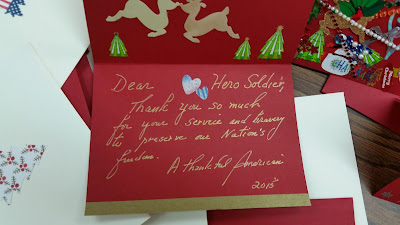 Dear Hero Soldier,
Thank you so much
for your service and bravery
to preserve our Nation's
freedom.
A Thankful American
2015